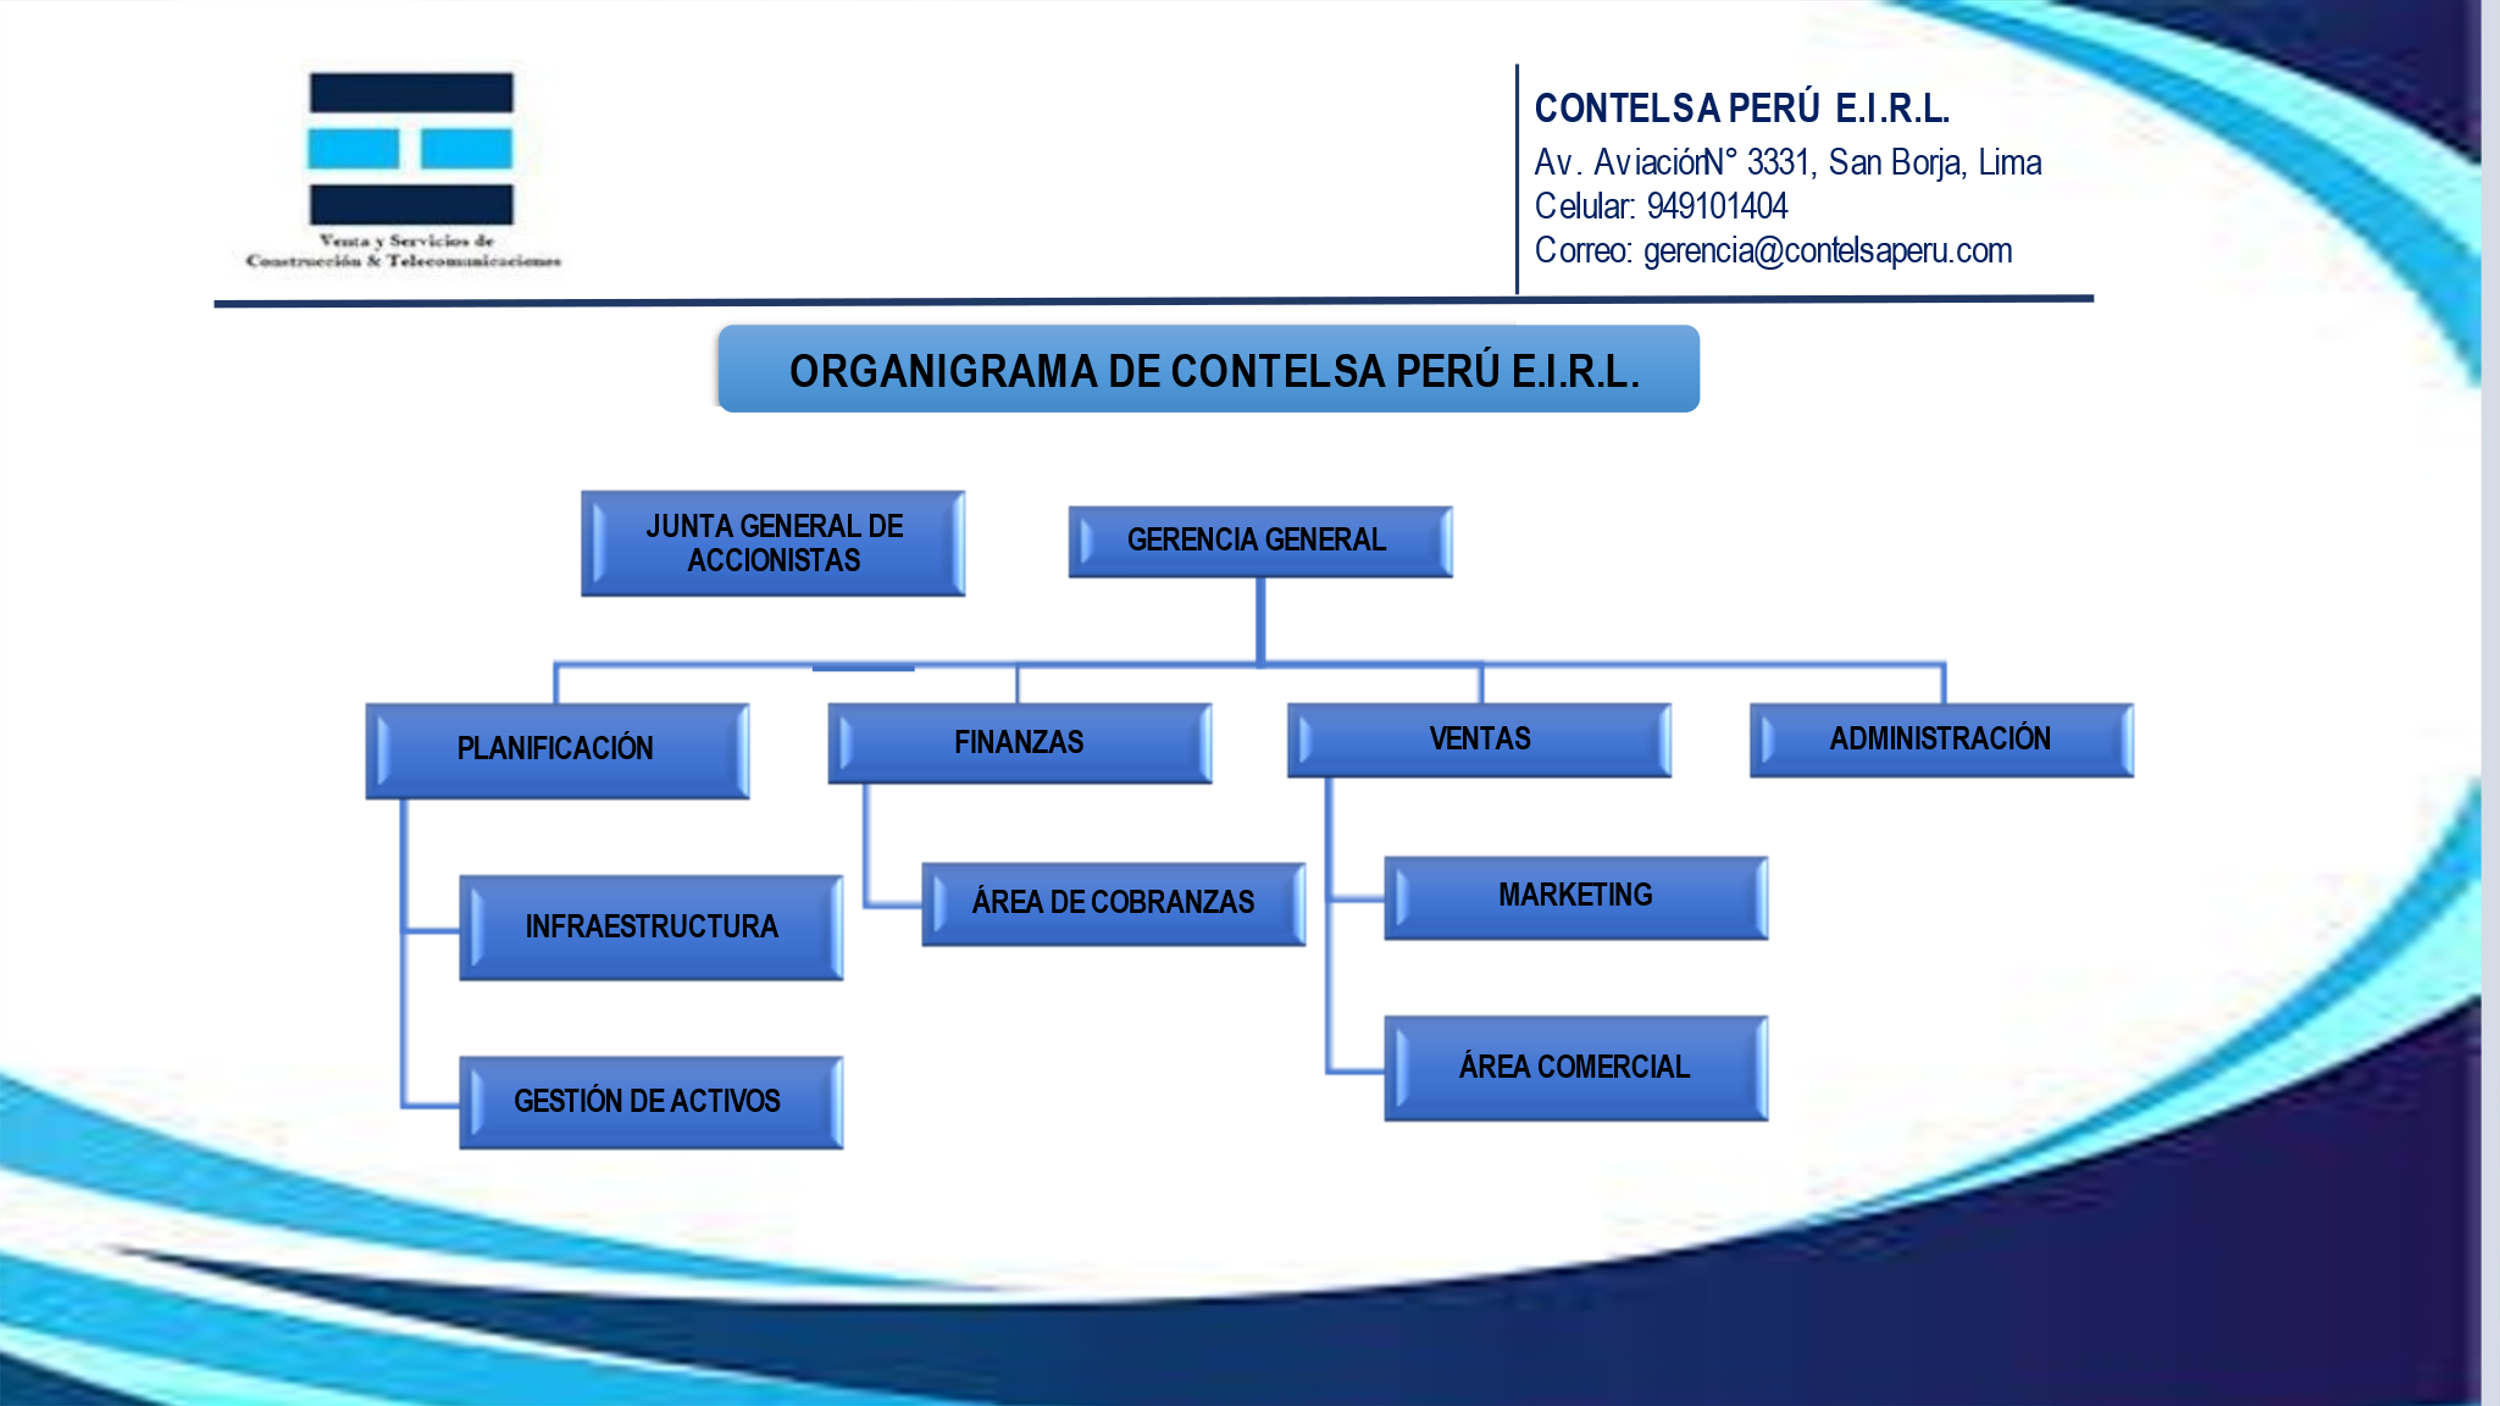 Venta y Servicios de
Construcción & Telecomunicaciones
CONTELSA PERÚ E.I.R.L.
Av. AviaciónN° 3331, San Borja, Lima
Celular: 949101404
Correo: gerencia@contelsaperu.com
ORGANIGRAMA DE CONTELSA PERÚ E.I.R.L.
JUNTA GENERAL DE
ACCIONISTAS
GERENCIA GENERAL
PLANIFICACIÓN
FINANZAS
VENTAS
ADMINISTRACIÓN
INFRAESTRUCTURA
ÁREA DE COBRANZAS
MARKETING
GESTIÓN DE ACTIVOS
ÁREA COMERCIAL